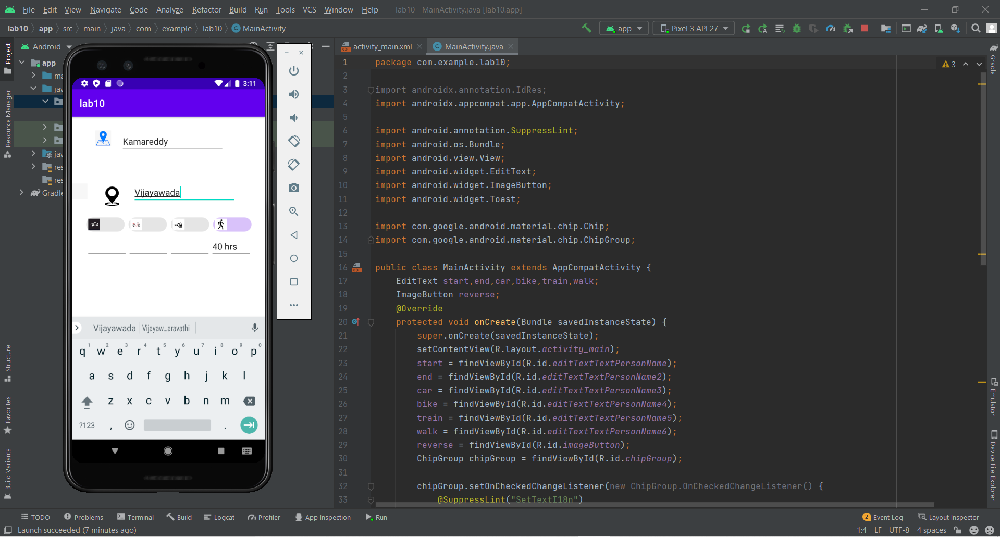 File Edit View Navigate Code Analyze Refactor Build Run Tools VCS Window Help lab10 - MainActivity.java [lab10.app]
lab10 app src main java com example lab10 MainActivity
app Pixel 3 API 27
Project
Resource Manager
Structure
Favorites
Build Variants
Android
app
ma
jav
jav
res
res
Gradle
3:11
lab10
Kamareddy
Vijayawada
40 hrs
Vijayawada Vijayaw...aravathi
q1 w2 e3 r4 t5 y6 u7 i8 o9 p0
a s d f g h j k l
z x c v b n m
?123 , .
activity_main.xml MainActivity.java
3
1 package com.example.lab10;
2
3 import androidx.annotation.IdRes;
4 import androidx.appcompat.app.AppCompatActivity;
5
6 import android.annotation.SuppressLint;
7 import android.os.Bundle;
8 import android.view.View;
9 import android.widget.EditText;
10 import android.widget.ImageButton;
11 import android.widget.Toast;
12
13 import com.google.android.material.chip.Chip;
14 import com.google.android.material.chip.ChipGroup;
15
16 public class MainActivity extends AppCompatActivity {
17 EditText start,end,car,bike,train,walk;
18 ImageButton reverse;
19 @Override
20 protected void onCreate(Bundle savedInstanceState) {
21 super.onCreate(savedInstanceState);
22 setContentView(R.layout.activity_main);
23 start = findViewById(R.id.editTextTextPersonName);
24 end = findViewById(R.id.editTextTextPersonName2);
25 car = findViewById(R.id.editTextTextPersonName3);
26 bike = findViewById(R.id.editTextTextPersonName4);
27 train = findViewById(R.id.editTextTextPersonName5);
28 walk = findViewById(R.id.editTextTextPersonName6);
29 reverse = findViewById(R.id.imageButton);
30 ChipGroup chipGroup = findViewById(R.id.chipGroup);
31
32 chipGroup.setOnCheckedChangeListener(new ChipGroup.OnCheckedChangeListener() {
33 @SuppressLint("SetTextI18n")
Gradle
Emulator
Device File Explorer
TODO Problems Terminal Build Logcat Profiler App Inspection Run 2 Event Log Layout Inspector
Launch succeeded (7 minutes ago) 1:4 LF UTF-8 4 spaces